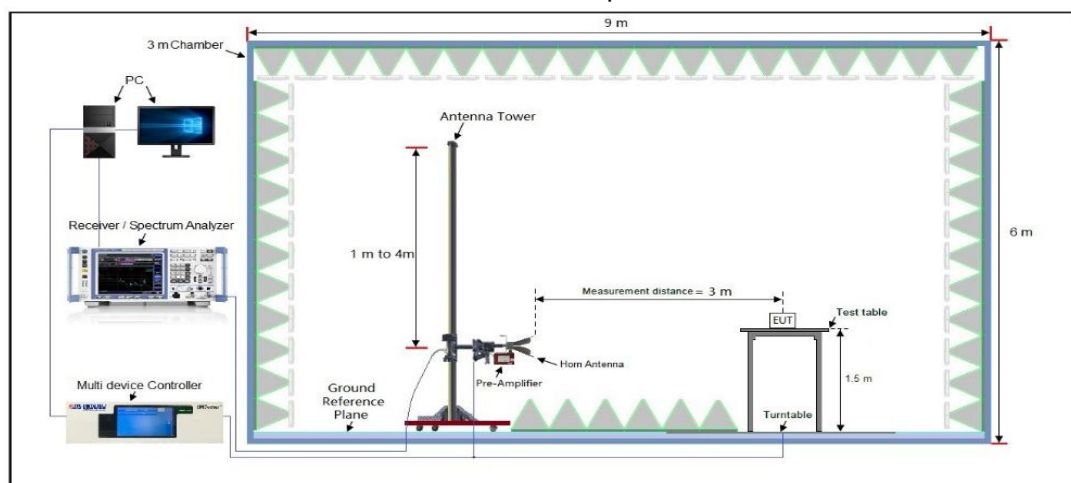 9 m
3 m Chamber
PC
Antenna Tower
Receiver / Spectrum Analyzer
1 m to 4m
6 m
Measurement distance = 3 m
EUT
Test table
Horn Antenna
Pre-Amplifier
1.5 m
Multi device Controller
Ground
Reference
Plane
Turntable